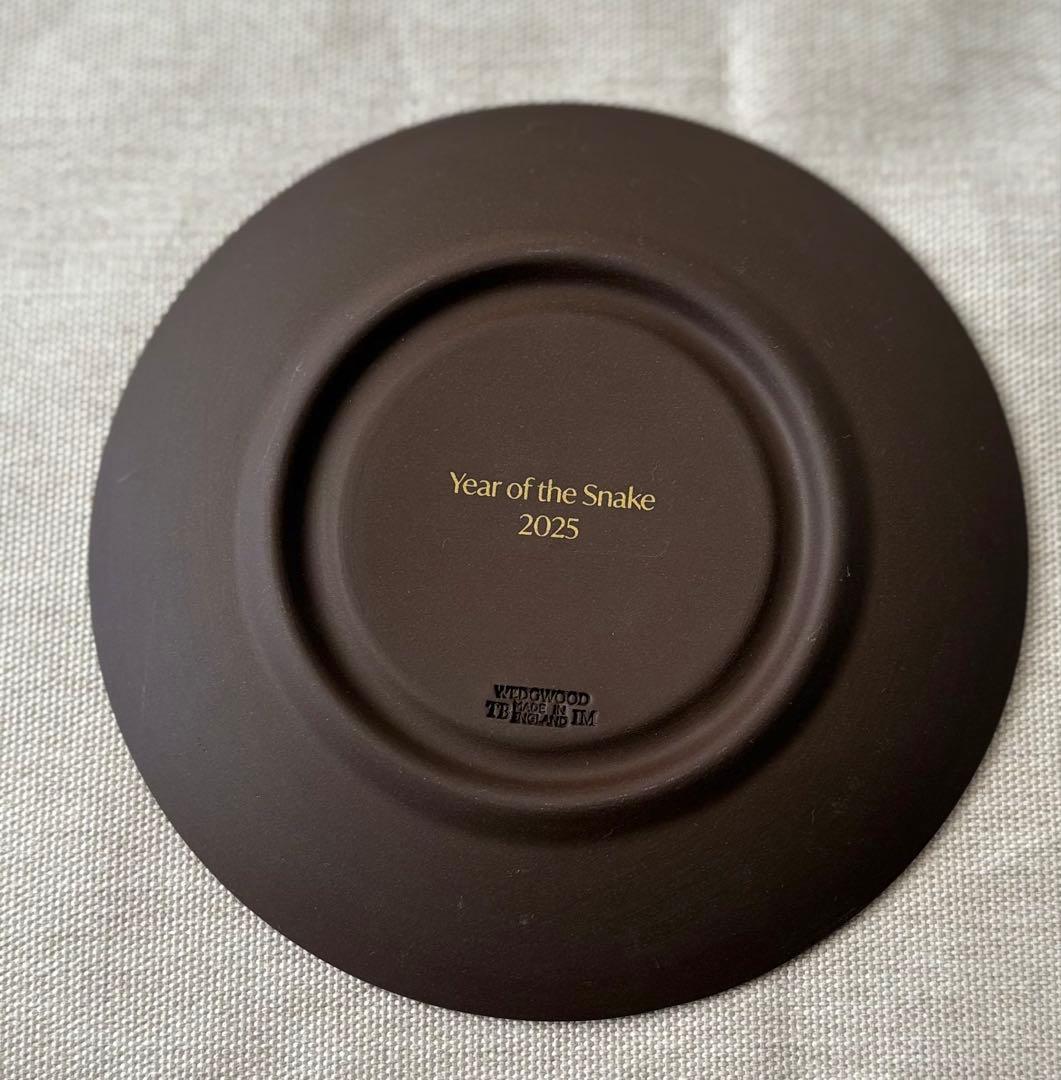 Year of the Snake
2025
WEDGWOOD
TB MADE IN IM
ENGLAND